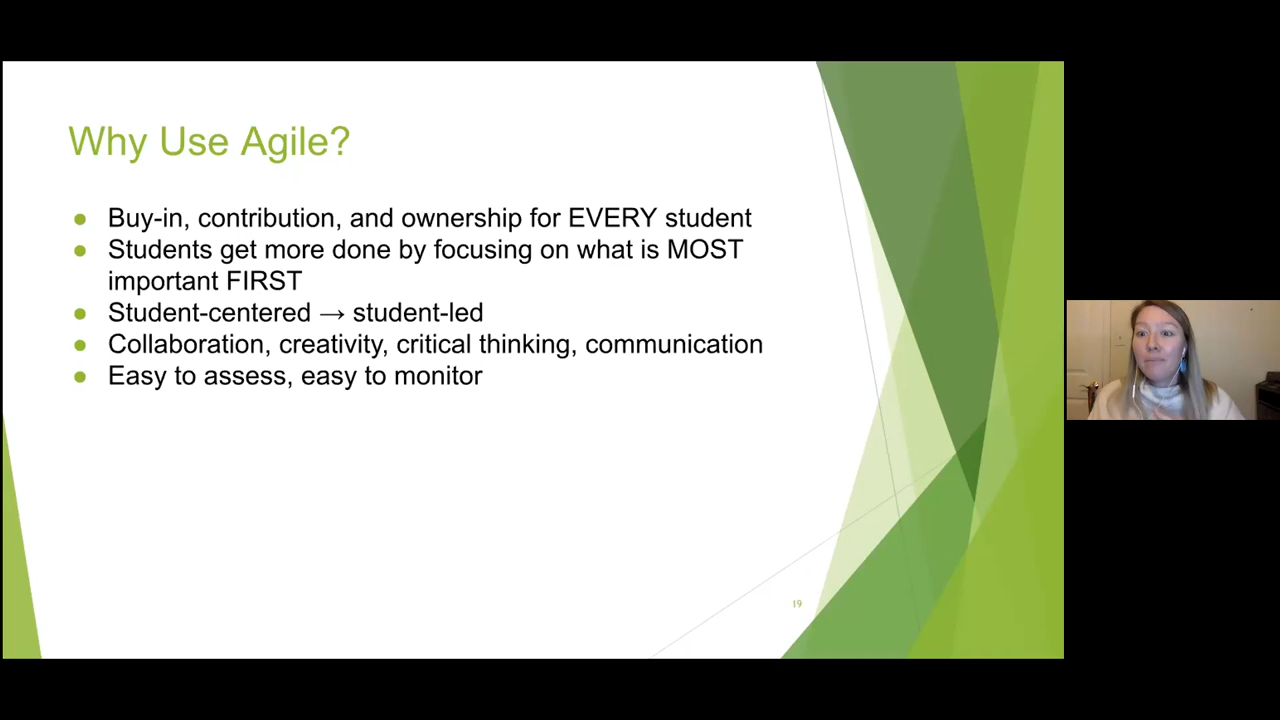 Why Use Agile?
● Buy-in, contribution, and ownership for EVERY student
● Students get more done by focusing on what is MOST
important FIRST
● Student-centered → student-led
● Collaboration, creativity, critical thinking, communication
● Easy to assess, easy to monitor
19